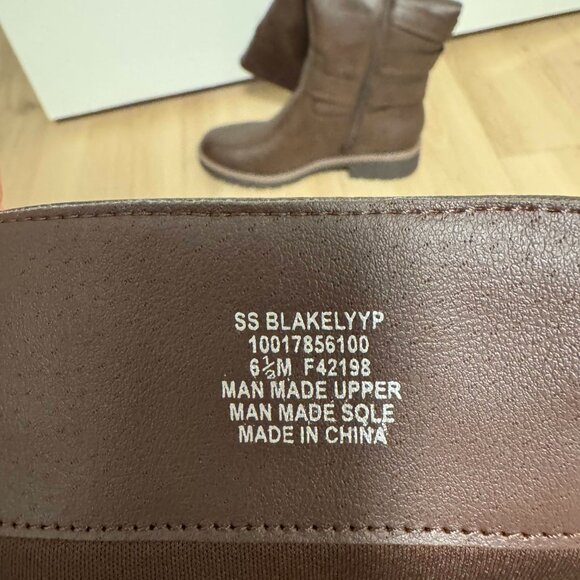 SS BLAKELYYP
10017856100
6½M F42198
MAN MADE UPPER
MAN MADE SOLE
MADE IN CHINA